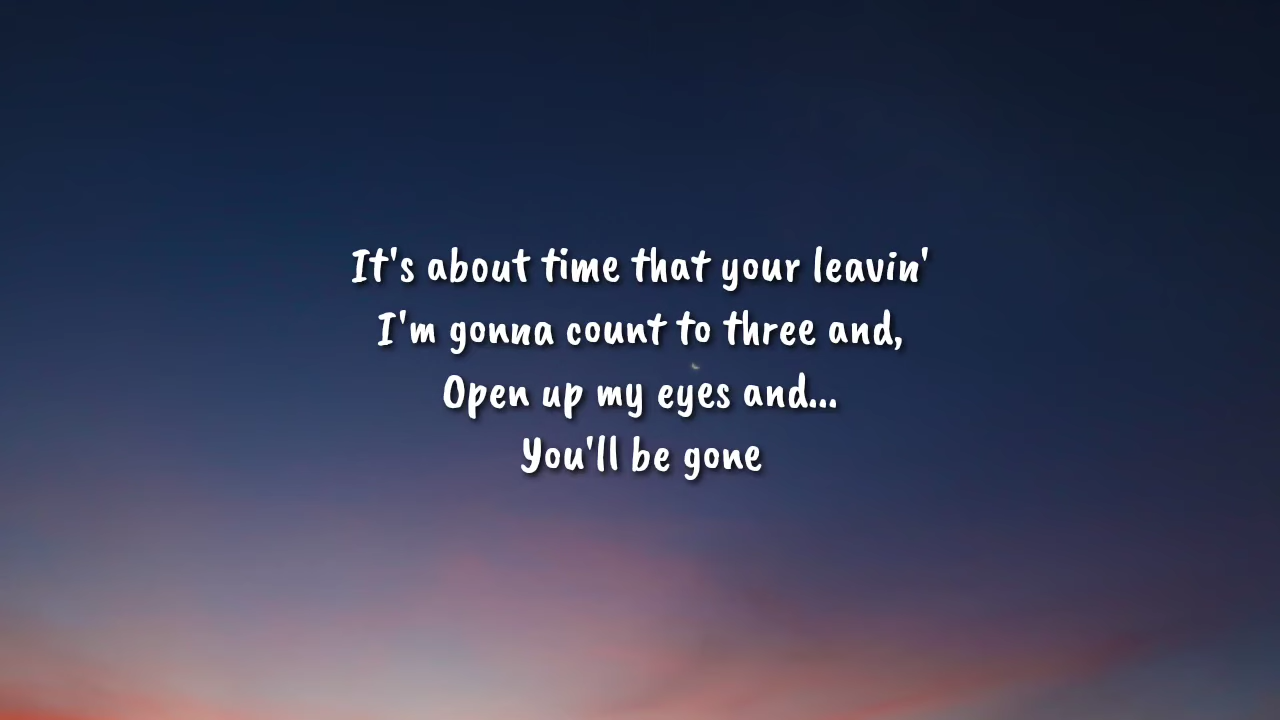 It's about time that your leavin'
I'm gonna count to three and,
Open up my eyes and...
You'll be gone